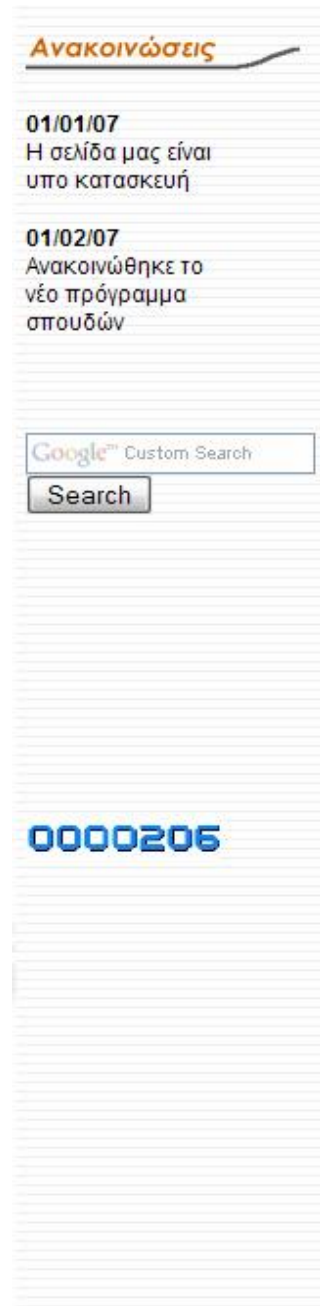 Ανακοινώσεις
01/01/07
Η σελίδα μας είναι
υπο κατασκευή
01/02/07
Ανακοινώθηκε το
νέο πρόγραμμα
σπουδών
Google™ Custom Search
Search
0000206